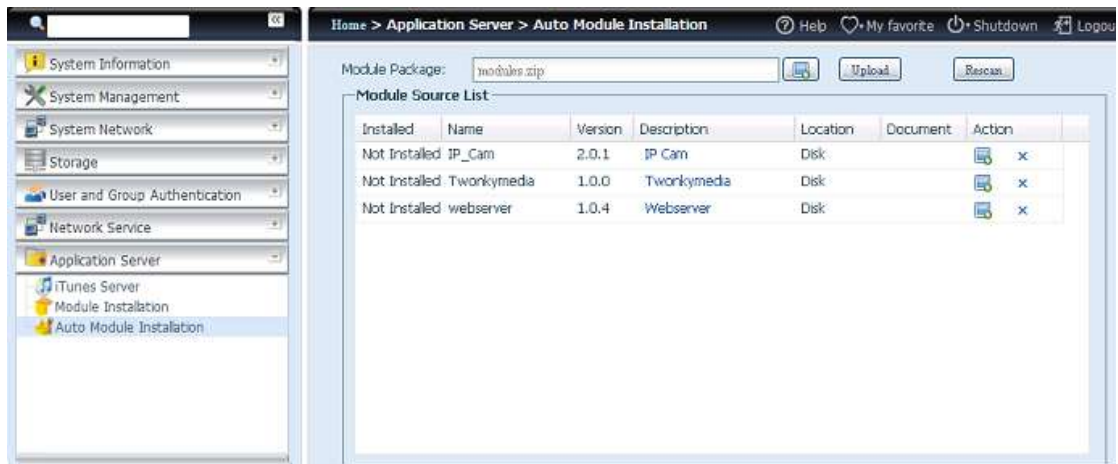 Home > Application Server > Auto Module Installation
Help My favorite Shutdown Logou
System Information
System Management
System Network
Storage
User and Group Authentication
Network Service
Application Server
iTunes Server
Module Installation
Auto Module Installation
Module Package: modules.zip Upload Rescan
Module Source List
Installed Name Version Description Location Document Action
Not Installed IP_Cam 2.0.1 IP Cam Disk
Not Installed Twonkymedia 1.0.0 Twonkymedia Disk
Not Installed webserver 1.0.4 Webserver Disk